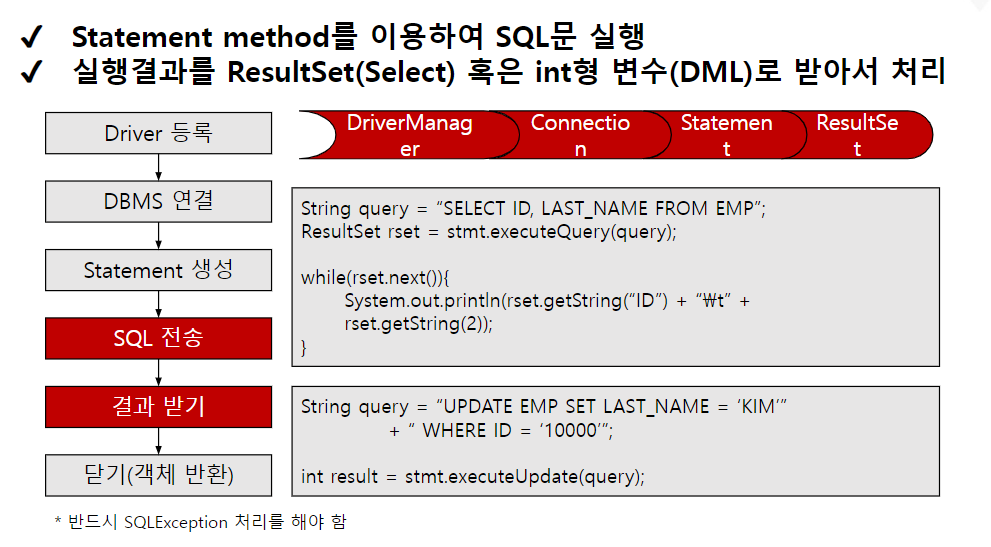 ✓ Statement method를 이용하여 SQL문 실행
✓ 실행결과를 ResultSet(Select) 혹은 int형 변수(DML)로 받아서 처리
Driver 등록
DBMS 연결
Statement 생성
SQL 전송
결과 받기
닫기(객체 반환)
DriverManag
er
Connectio
n
Statemen
t
ResultSe
t
String query = “SELECT ID, LAST_NAME FROM EMP”;
ResultSet rset = stmt.executeQuery(query);
while(rset.next()){
System.out.println(rset.getString(“ID”) + “₩t” +
rset.getString(2));
}
String query = “UPDATE EMP SET LAST_NAME = ‘KIM’”
+ “ WHERE ID = ‘10000’”;
int result = stmt.executeUpdate(query);
* 반드시 SQLException 처리를 해야 함